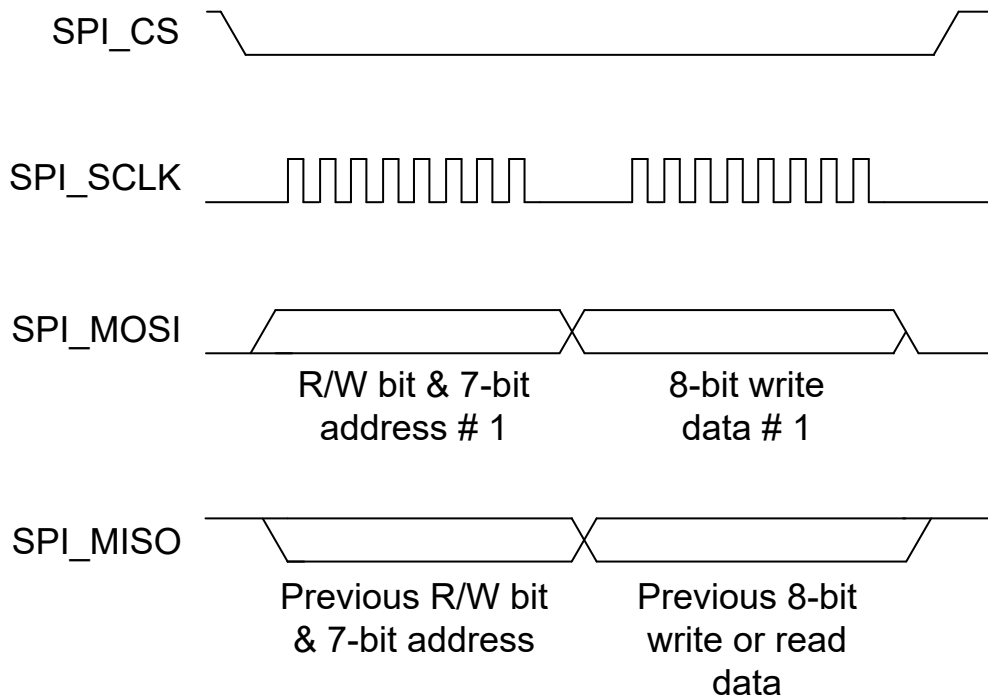 SPI_CS
SPI_SCLK
SPI_MOSI
R/W bit & 7-bit
address # 1
8-bit write
data # 1
SPI_MISO
Previous R/W bit
& 7-bit address
Previous 8-bit
write or read
data